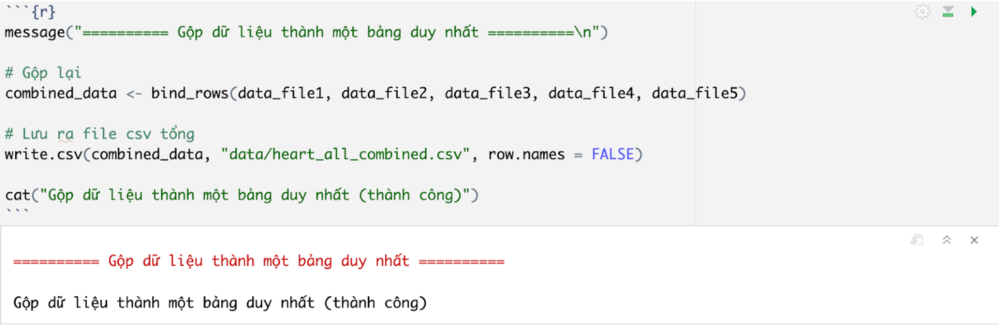 ```{r}
message("========== Gộp dữ liệu thành một bảng duy nhất ==========\n")
# Gộp lại
combined_data <- bind_rows(data_file1, data_file2, data_file3, data_file4, data_file5)
# Lưu ra file csv tổng
write.csv(combined_data, "data/heart_all_combined.csv", row.names = FALSE)
cat("Gộp dữ liệu thành một bảng duy nhất (thành công)")
```
========== Gộp dữ liệu thành một bảng duy nhất ==========
Gộp dữ liệu thành một bảng duy nhất (thành công)